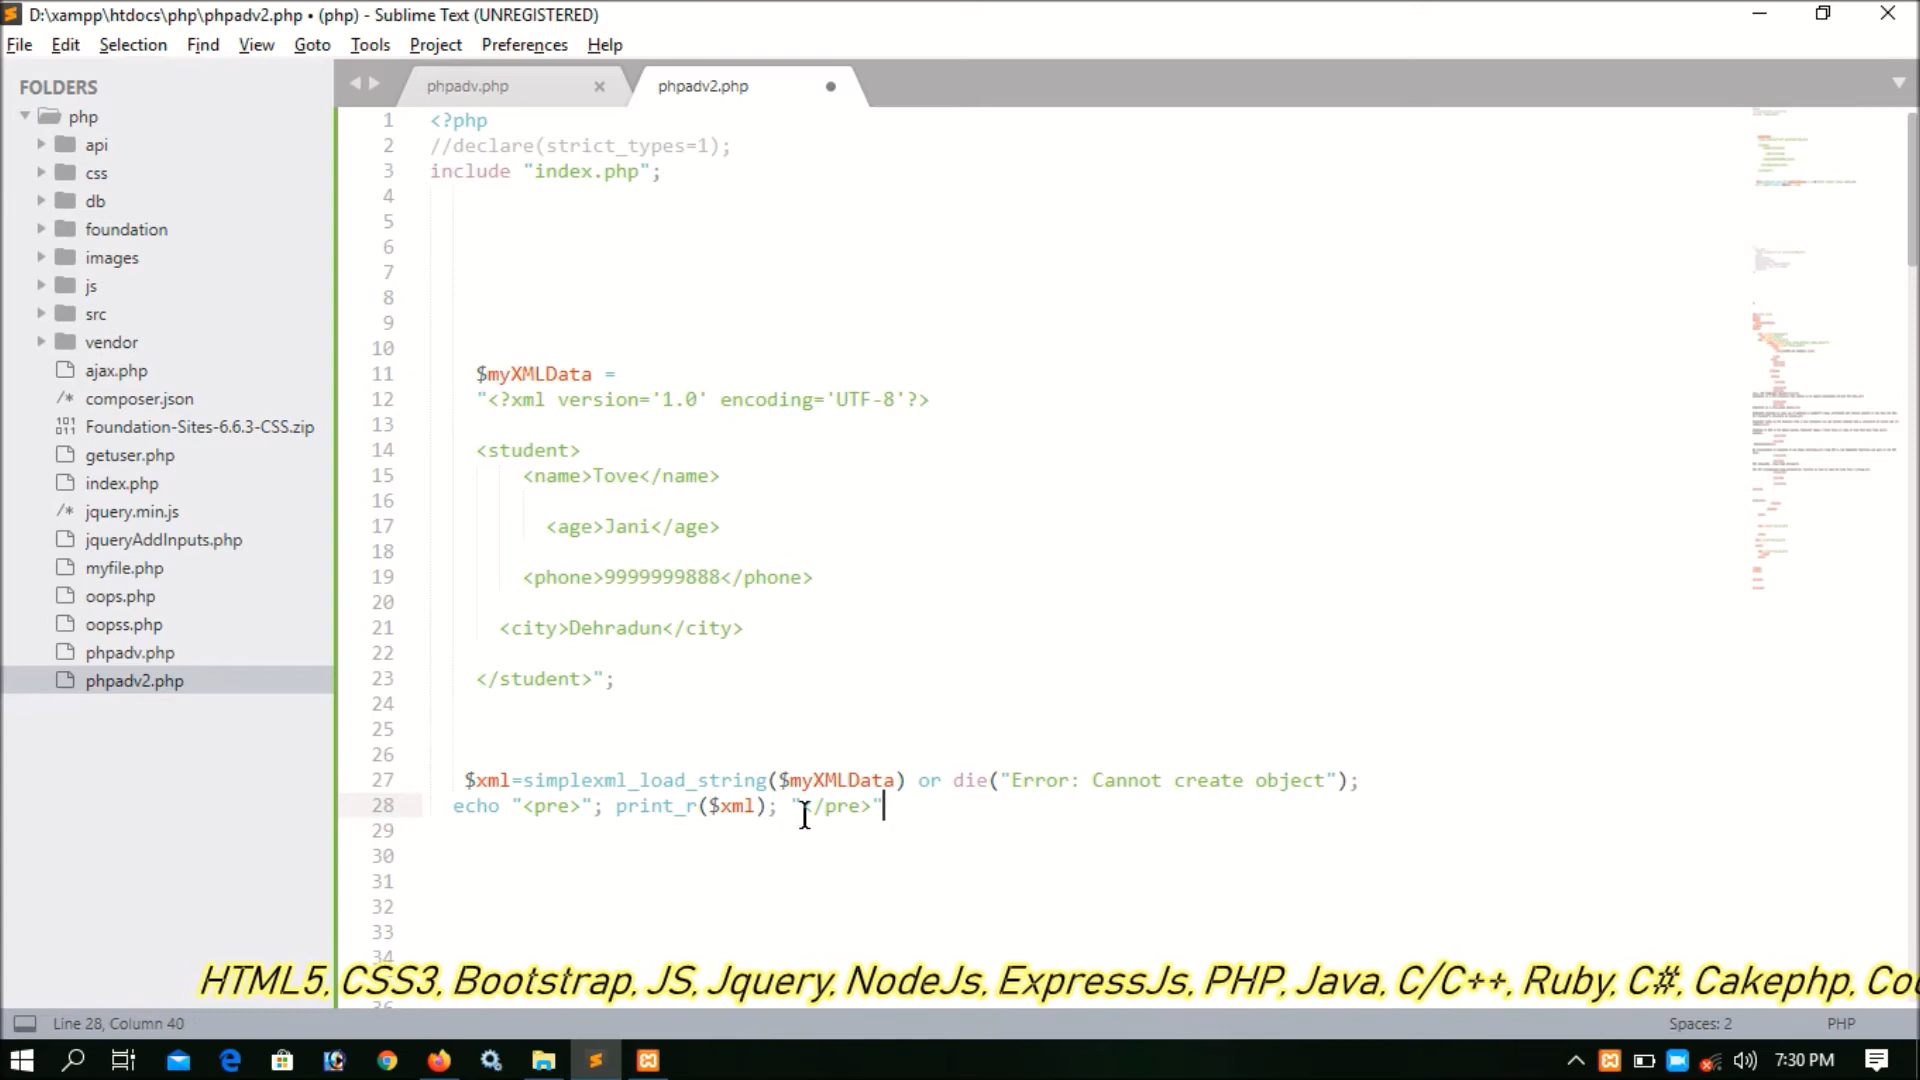 D:\xampp\htdocs\php\phpadv2.php • (php) - Sublime Text (UNREGISTERED)
File Edit Selection Find View Goto Tools Project Preferences Help
FOLDERS
php
api
css
db
foundation
images
js
src
vendor
ajax.php
/* composer.json
Foundation-Sites-6.6.3-CSS.zip
getuser.php
index.php
/* jquery.min.js
jqueryAddInputs.php
myfile.php
oops.php
oopss.php
phpadv.php
phpadv2.php
phpadv.php phpadv2.php
1 <?php
2 //declare(strict_types=1);
3 include "index.php";
4
5
6
7
8
9
10
11 $myXMLData =
12 "<?xml version='1.0' encoding='UTF-8'?>
13
14 <student>
15 <name>Tove</name>
16
17 <age>Jani</age>
18
19 <phone>9999999888</phone>
20
21 <city>Dehradun</city>
22
23 </student>";
24
25
26
27 $xml=simplexml_load_string($myXMLData) or die("Error: Cannot create object");
28 echo "<pre>"; print_r($xml); "</pre>"
29
30
31
32
33
34
HTML5, CSS3, Bootstrap, JS, Jquery, NodeJs, ExpressJs, PHP, Java, C/C++, Ruby, C#, Cakephp,
Line 28, Column 40 Spaces: 2 PHP
7:30 PM